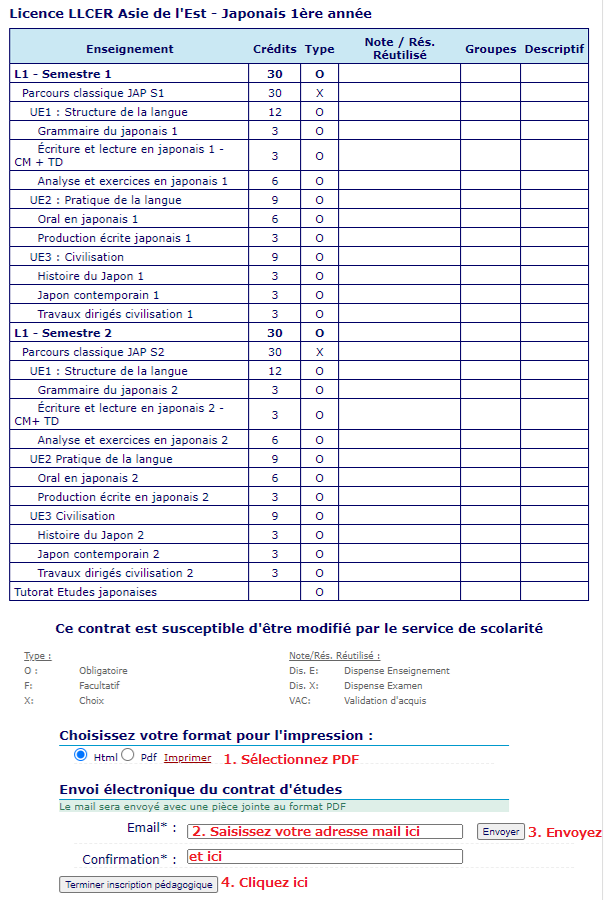 Licence LLCER Asie de l'Est - Japonais 1ère année
Enseignement Crédits Type Note / Rés. Réutilisé Groupes Descriptif
L1 - Semestre 1 30 O
Parcours classique JAP S1 30 X
UE1 : Structure de la langue 12 O
Grammaire du japonais 1 3 O
Écriture et lecture en japonais 1 -
CM + TD 3 O
Analyse et exercices en japonais 1 6 O
UE2 : Pratique de la langue 9 O
Oral en japonais 1 6 O
Production écrite japonais 1 3 O
UE3 : Civilisation 9 O
Histoire du Japon 1 3 O
Japon contemporain 1 3 O
Travaux dirigés civilisation 1 3 O
L1 - Semestre 2 30 O
Parcours classique JAP S2 30 X
UE1 : Structure de la langue 12 O
Grammaire du japonais 2 3 O
Écriture et lecture en japonais 2 -
CM+ TD 3 O
Analyse et exercices en japonais 2 6 O
UE2 Pratique de la langue 9 O
Oral en japonais 2 6 O
Production écrite en japonais 2 3 O
UE3 Civilisation 9 O
Histoire du Japon 2 3 O
Japon contemporain 2 3 O
Travaux dirigés civilisation 2 3 O
Tutorat Etudes japonaises O
Ce contrat est susceptible d'être modifié par le service de scolarité
Type : Note/Rés. Réutilisé :
O : Obligatoire Dis. E: Dispense Enseignement
F: Facultatif Dis. X: Dispense Examen
X: Choix VAC: Validation d'acquis
Choisissez votre format pour l'impression :
Html Pdf Imprimer 1. Sélectionnez PDF
Envoi électronique du contrat d'études
Le mail sera envoyé avec une pièce jointe au format PDF
Email* : 2. Saisissez votre adresse mail ici Envoyer 3. Envoyez
Confirmation* : et ici
Terminer inscription pédagogique 4. Cliquez ici